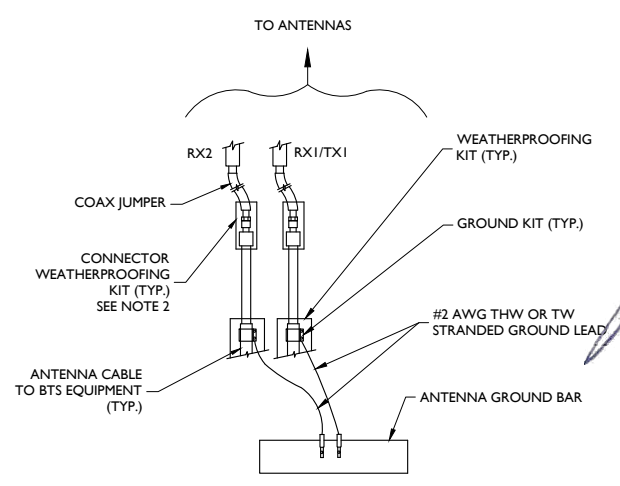 TO ANTENNAS
RX2
RX1/TX1
WEATHERPROOFING
KIT (TYP.)
COAX JUMPER
GROUND KIT (TYP.)
CONNECTOR
WEATHERPROOFING
KIT (TYP.)
SEE NOTE 2
#2 AWG THW OR TW
STRANDED GROUND LEAD
ANTENNA CABLE
TO BTS EQUIPMENT
(TYP.)
ANTENNA GROUND BAR